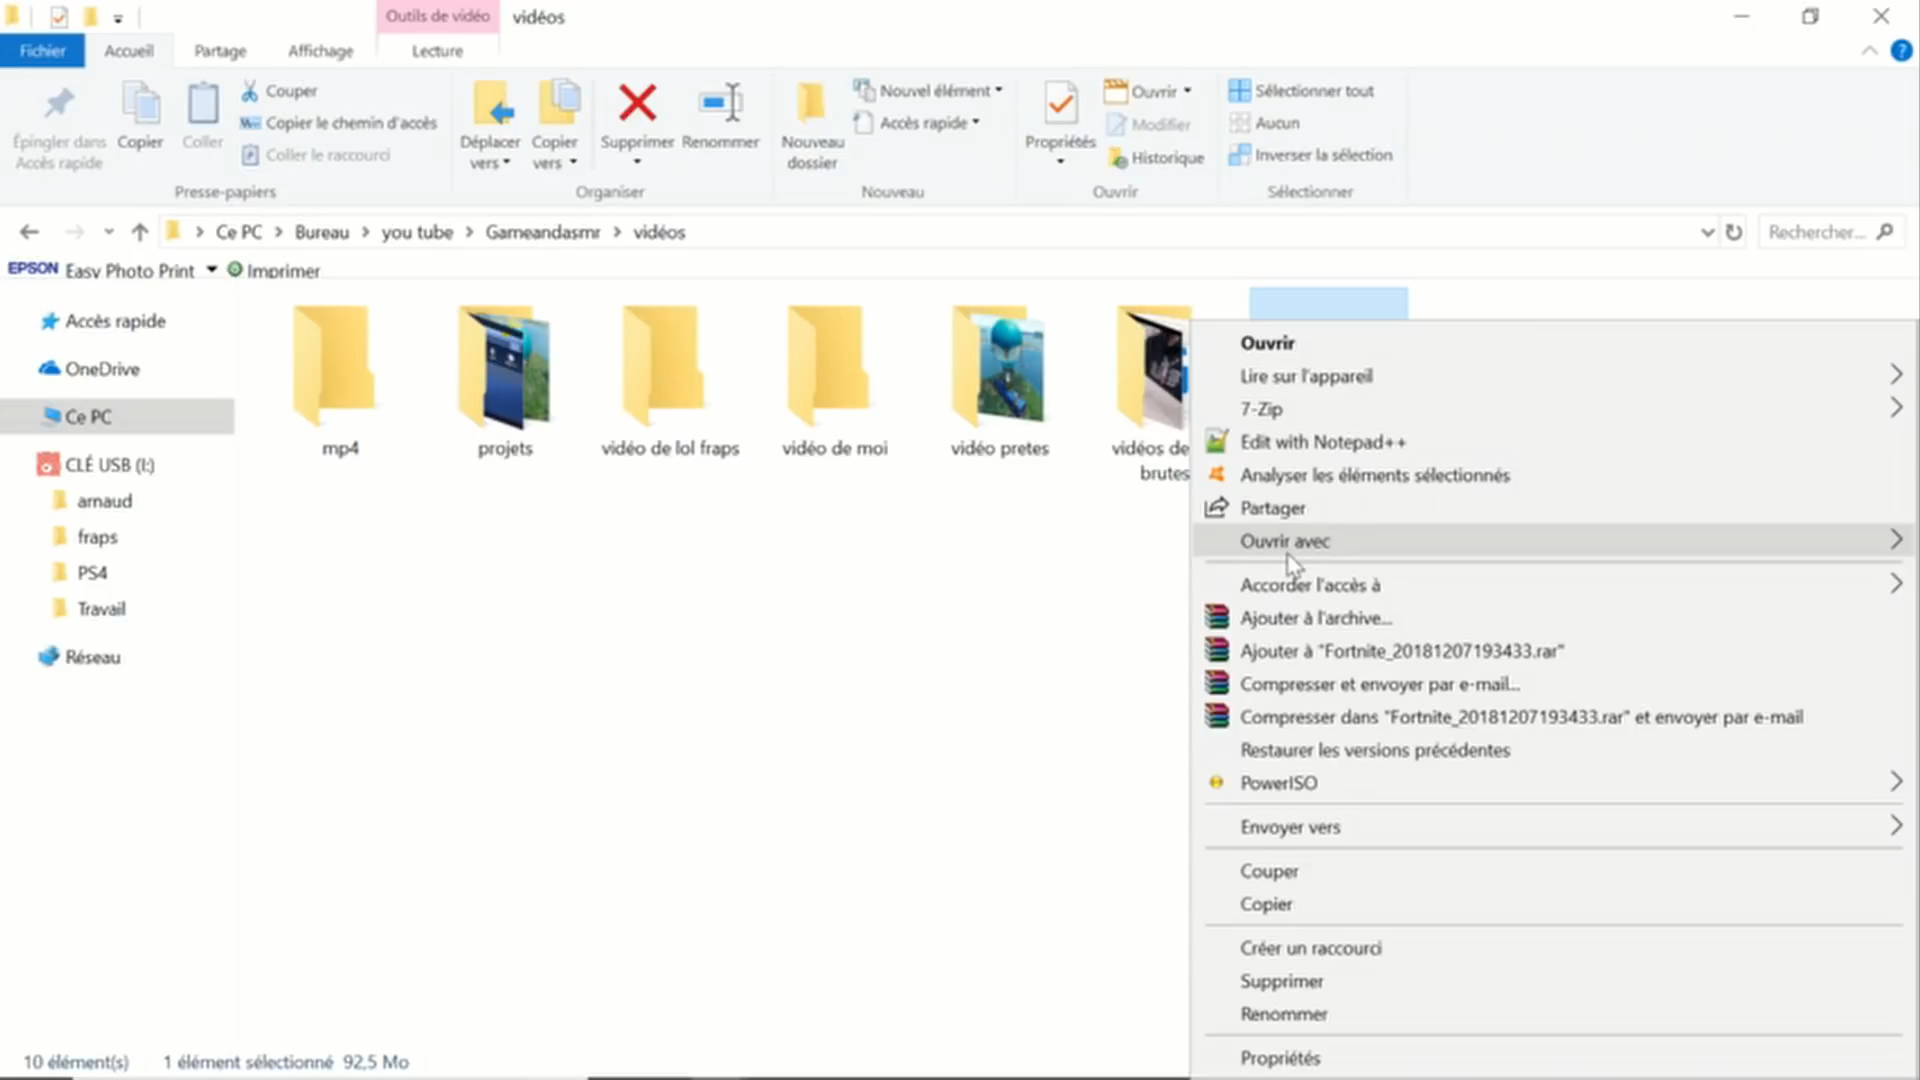 Outils de vidéo
vidéos
Fichier
Accueil
Partage
Affichage
Lecture
Épingler dans
Accès rapide
Copier
Coller
Couper
Copier le chemin d'accès
Coller le raccourci
Presse-papiers
Déplacer
vers
Copier
vers
Supprimer
Renommer
Organiser
Nouveau
dossier
Nouvel élément
Accès rapide
Nouveau
Propriétés
Ouvrir
Modifier
Historique
Ouvrir
Sélectionner tout
Aucun
Inverser la sélection
Sélectionner
Ce PC
Bureau
you tube
Gameandasmr
vidéos
Rechercher...
EPSON Easy Photo Print
Imprimer
Accès rapide
OneDrive
Ce PC
CLÉ USB (I:)
arnaud
fraps
PS4
Travail
Réseau
mp4
projets
vidéo de lol fraps
vidéo de moi
vidéo pretes
vidéos de
brutes
Ouvrir
Lire sur l'appareil
7-Zip
Edit with Notepad++
Analyser les éléments sélectionnés
Partager
Ouvrir avec
Accorder l'accès à
Ajouter à l'archive...
Ajouter à "Fortnite_20181207193433.rar"
Compresser et envoyer par e-mail...
Compresser dans "Fortnite_20181207193433.rar" et envoyer par e-mail
Restaurer les versions précédentes
PowerISO
Envoyer vers
Couper
Copier
Créer un raccourci
Supprimer
Renommer
Propriétés
10 élément(s)
1 élément sélectionné 92,5 Mo